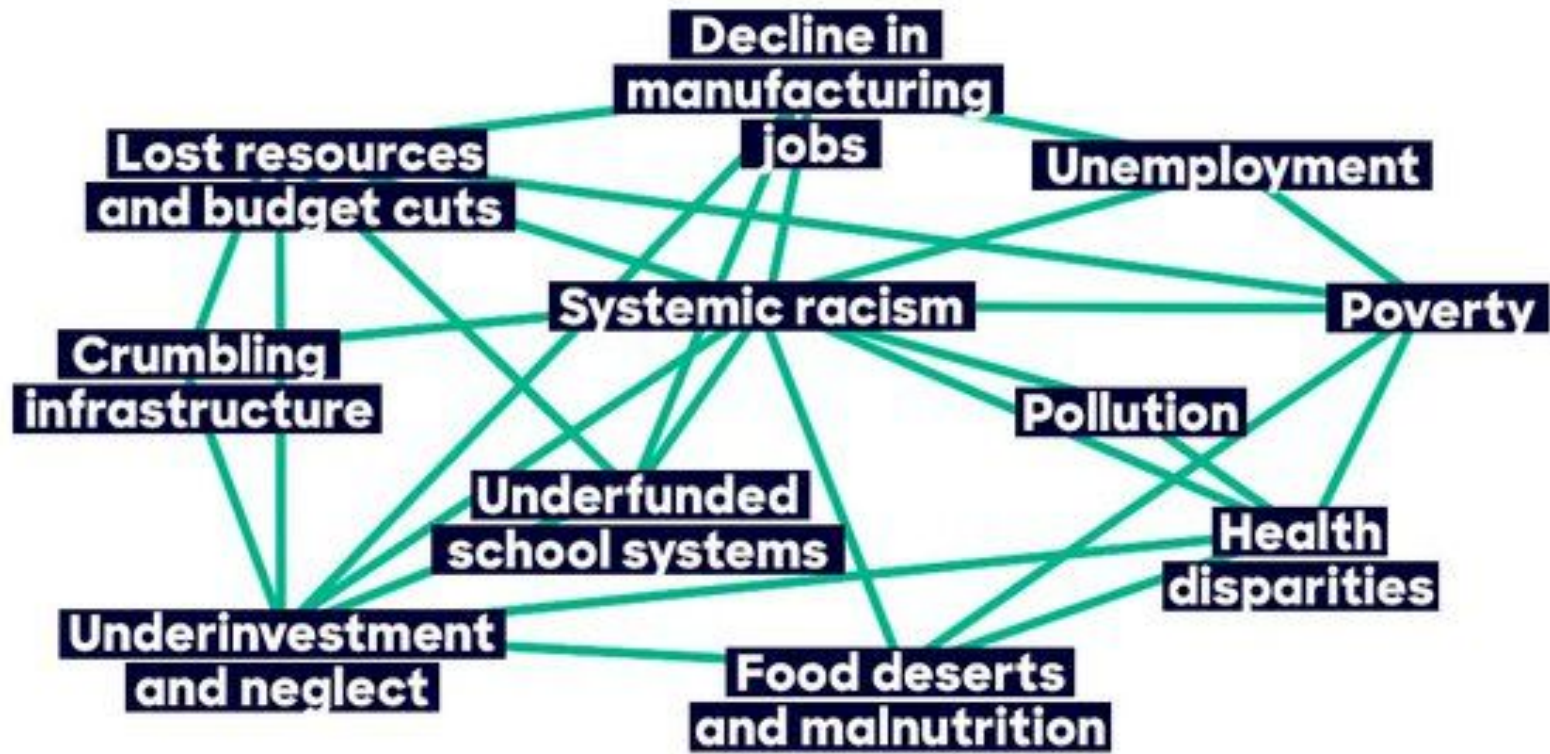 Decline in
manufacturing
jobs
Lost resources
and budget cuts
Unemployment
Systemic racism
Poverty
Crumbling
infrastructure
Pollution
Underfunded
school systems
Health
disparities
Underinvestment
and neglect
Food deserts
and malnutrition